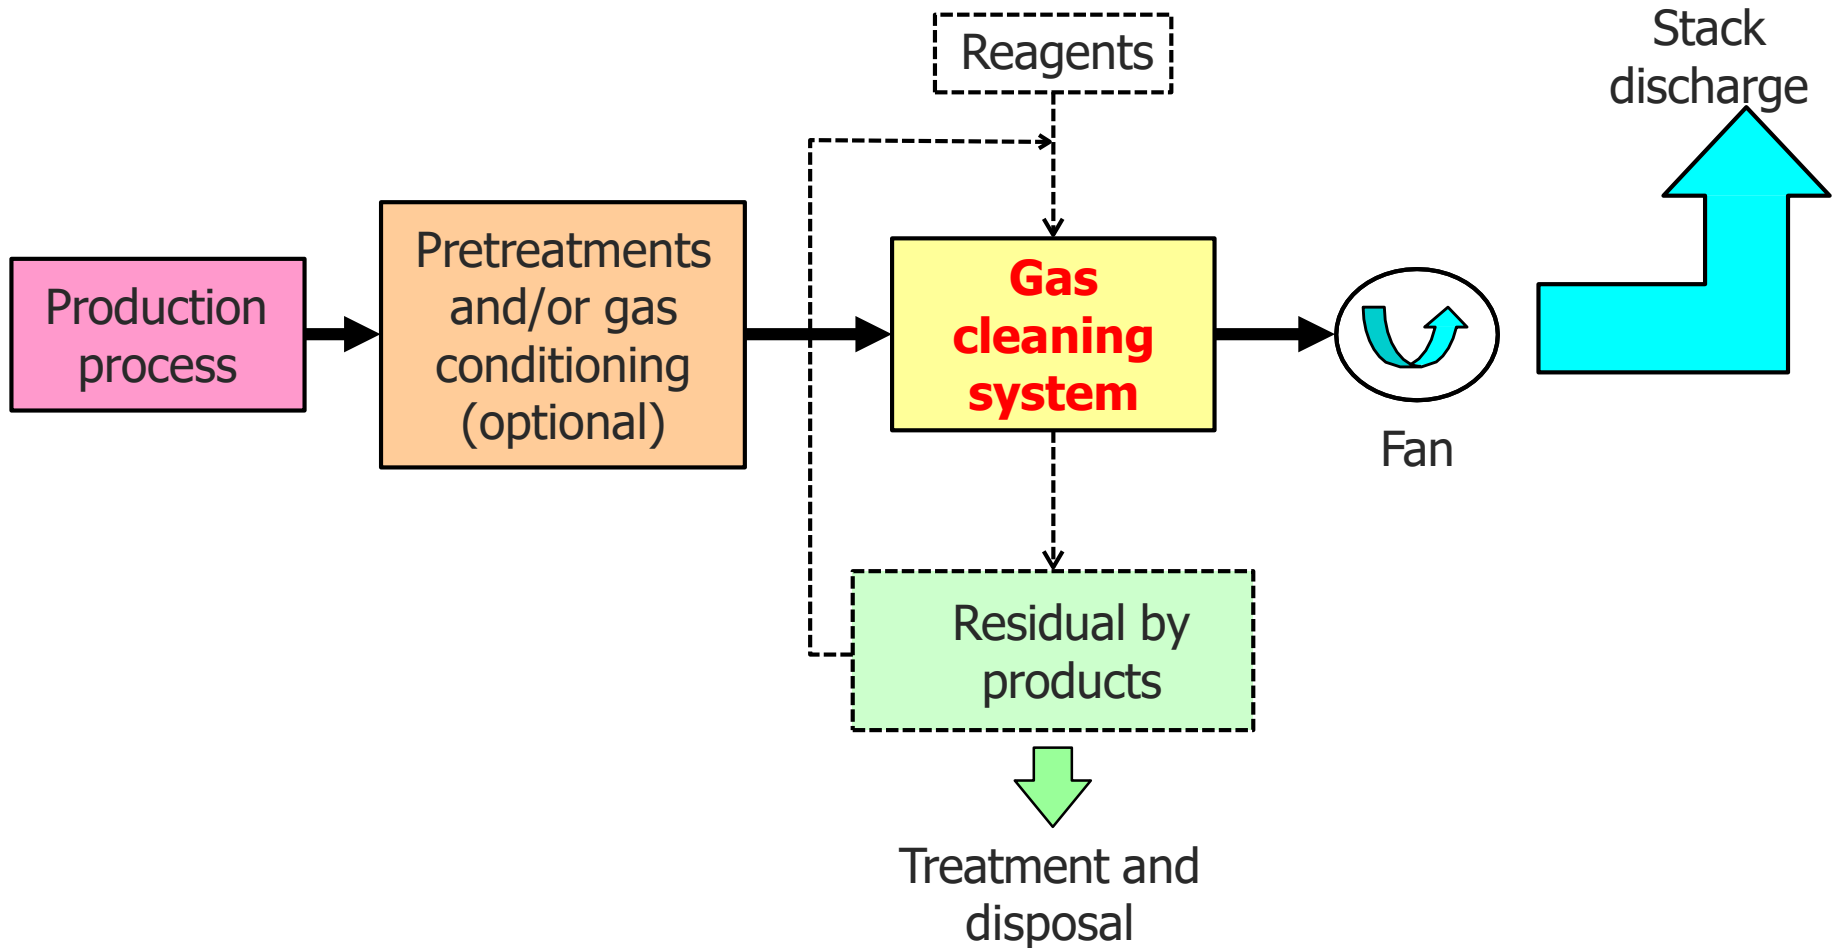 Reagents
Stack
discharge
Production
process
Pretreatments
and/or gas
conditioning
(optional)
Gas
cleaning
system
Fan
Residual by
products
Treatment and
disposal